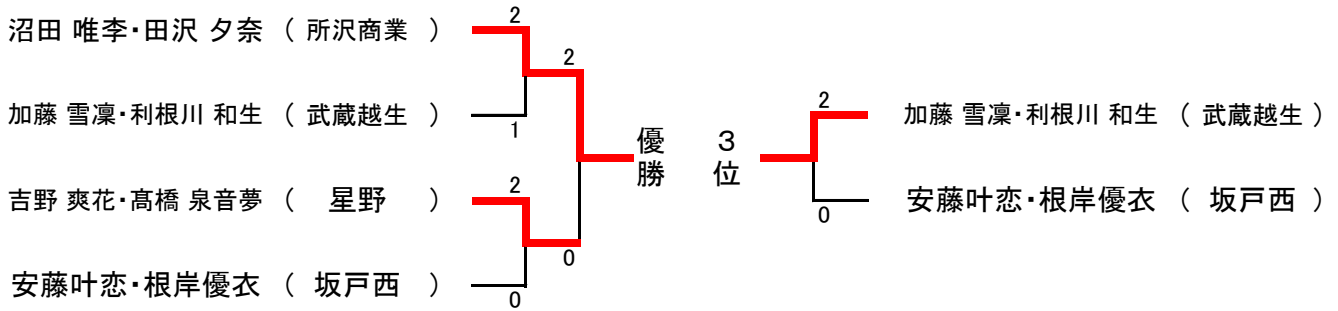 沼田 唯李・田沢 夕奈 （ 所沢商業 ） 2
2
加藤 雪凜・利根川 和生 （ 武蔵越生 ） 1
優勝
吉野 爽花・髙橋 泉音夢 （ 星野 ） 2
0
安藤叶恋・根岸優衣 （ 坂戸西 ） 0
３位
2 加藤 雪凜・利根川 和生 （ 武蔵越生 ）
0 安藤叶恋・根岸優衣 （ 坂戸西 ）